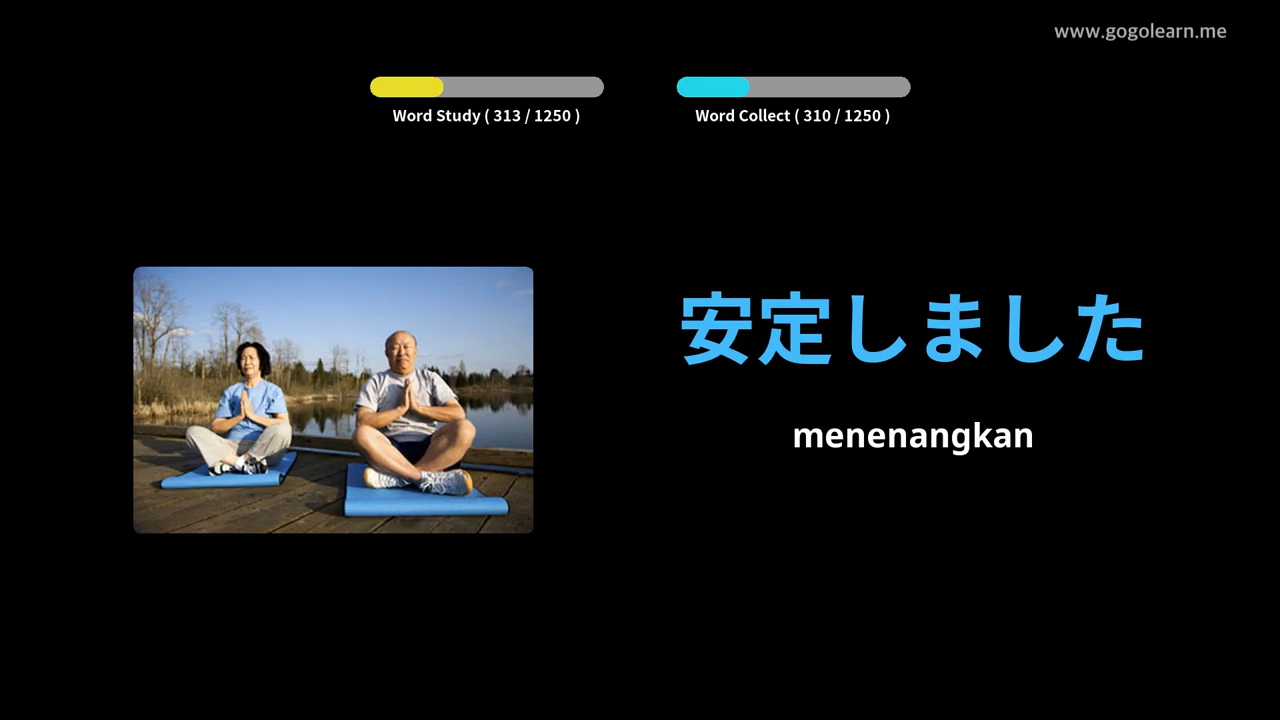 www.gogolearn.me
Word Study ( 313 / 1250 )
Word Collect ( 310 / 1250 )
安定しました
menenangkan